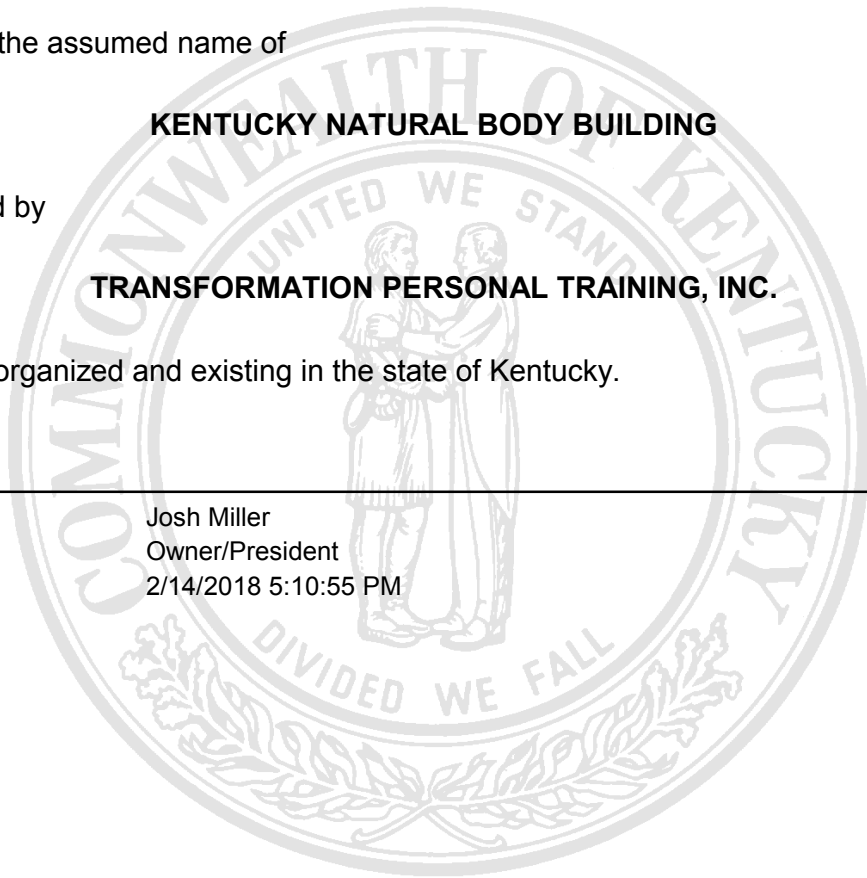 the assumed name of
KENTUCKY NATURAL BODY BUILDING
d by
TRANSFORMATION PERSONAL TRAINING, INC.
organized and existing in the state of Kentucky.
Josh Miller
Owner/President
2/14/2018 5:10:55 PM
COMMONWEALTH OF KENTUCKY
UNITED WE STAND
DIVIDED WE FALL